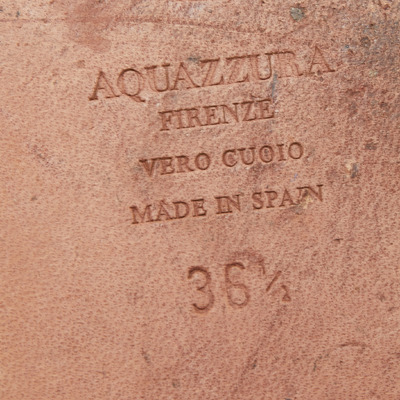 AQUAZZURA
FIRENZE
VERO CUOIO
MADE IN SPAIN
36½